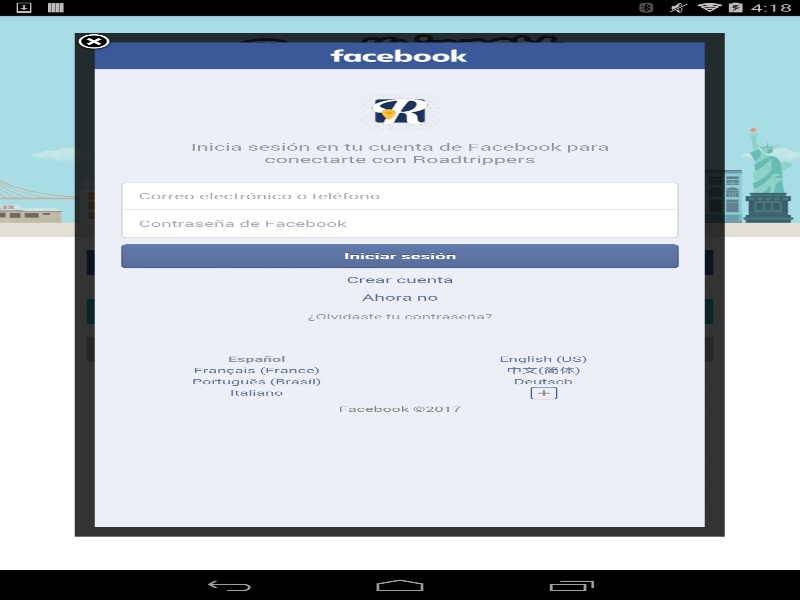 4:18
facebook
R
Inicia sesión en tu cuenta de Facebook para
conectarte con Roadtrippers
Correo electrónico o teléfono
Contraseña de Facebook
Iniciar sesión
Crear cuenta
Ahora no
¿Olvidaste tu contraseña?
Español
English (US)
Français (France)
中文(简体)
Português (Brasil)
Deutsch
Italiano
Facebook ©2017